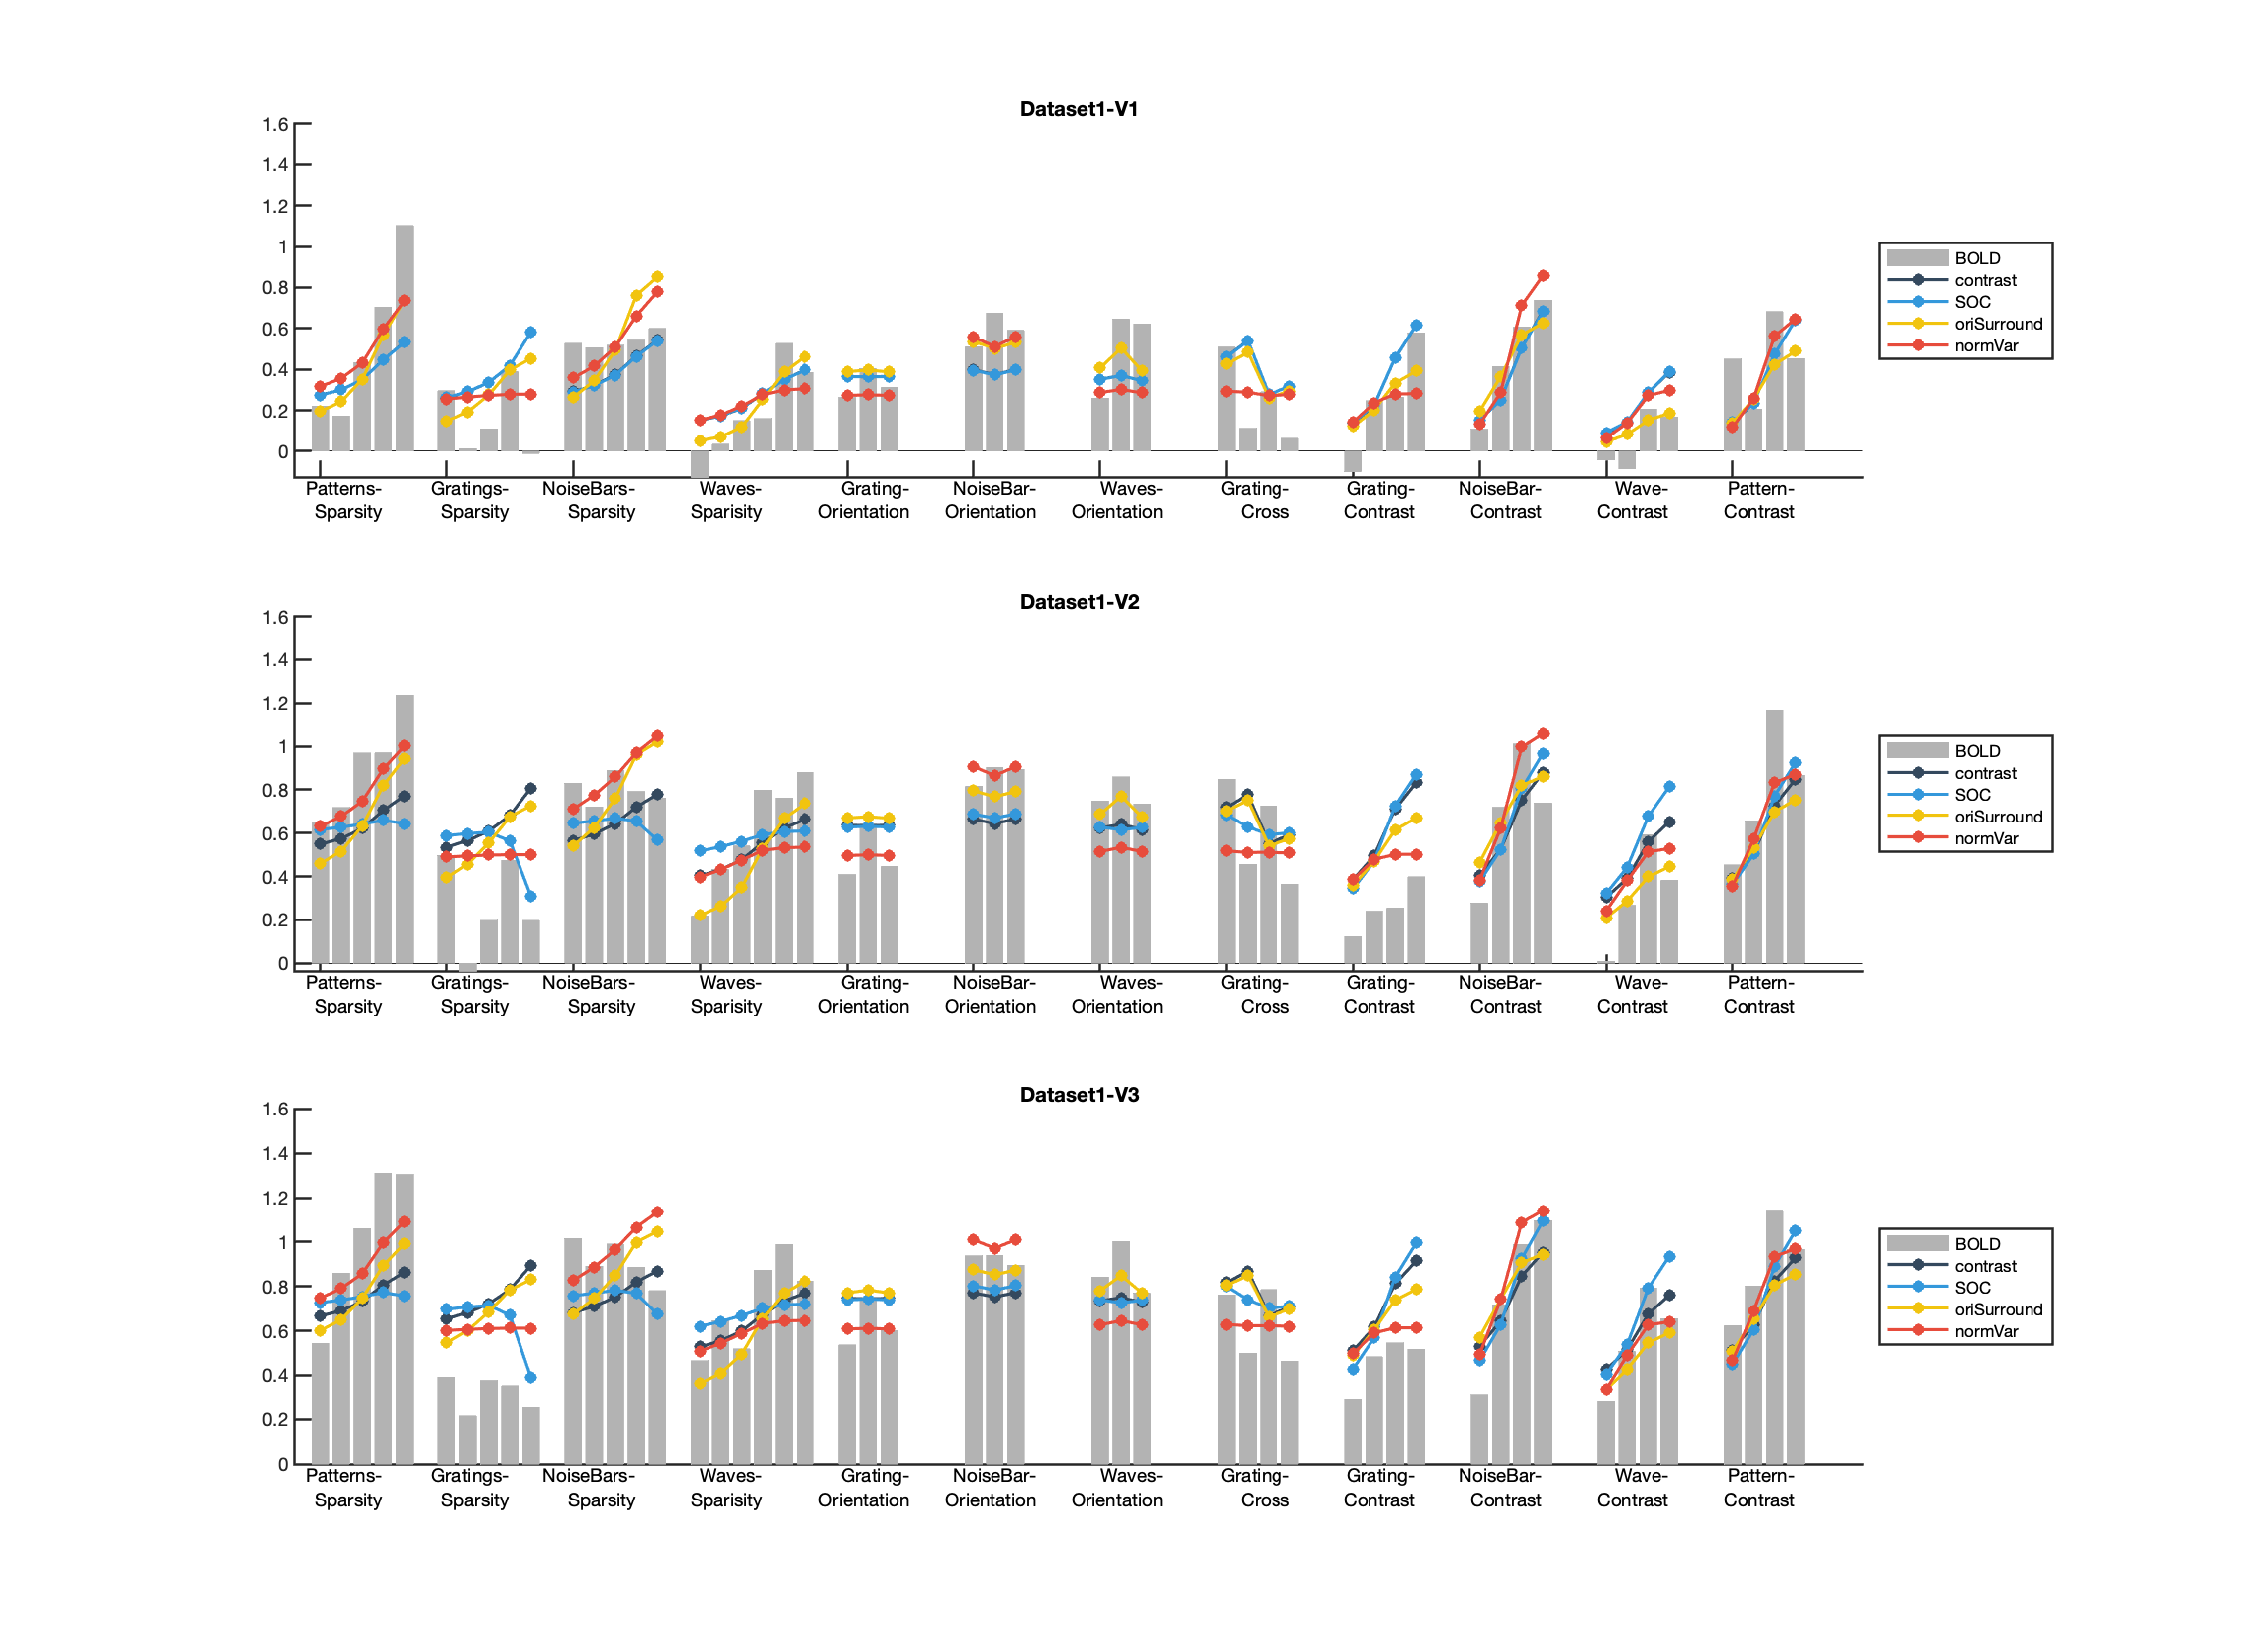 Dataset1-V1
1.6
1.4
1.2
1
0.8
0.6
0.4
0.2
0
Patterns- Gratings- NoiseBars- Waves- Grating- NoiseBar- Waves- Grating- Grating- NoiseBar- Wave- Pattern-
Sparsity Sparsity Sparsity Sparisity Orientation Orientation Orientation Cross Contrast Contrast Contrast Contrast
BOLD
contrast
SOC
oriSurround
normVar
Dataset1-V2
1.6
1.4
1.2
1
0.8
0.6
0.4
0.2
0
Patterns- Gratings- NoiseBars- Waves- Grating- NoiseBar- Waves- Grating- Grating- NoiseBar- Wave- Pattern-
Sparsity Sparsity Sparsity Sparisity Orientation Orientation Orientation Cross Contrast Contrast Contrast Contrast
BOLD
contrast
SOC
oriSurround
normVar
Dataset1-V3
1.6
1.4
1.2
1
0.8
0.6
0.4
0.2
0
Patterns- Gratings- NoiseBars- Waves- Grating- NoiseBar- Waves- Grating- Grating- NoiseBar- Wave- Pattern-
Sparsity Sparsity Sparsity Sparisity Orientation Orientation Orientation Cross Contrast Contrast Contrast Contrast
BOLD
contrast
SOC
oriSurround
normVar